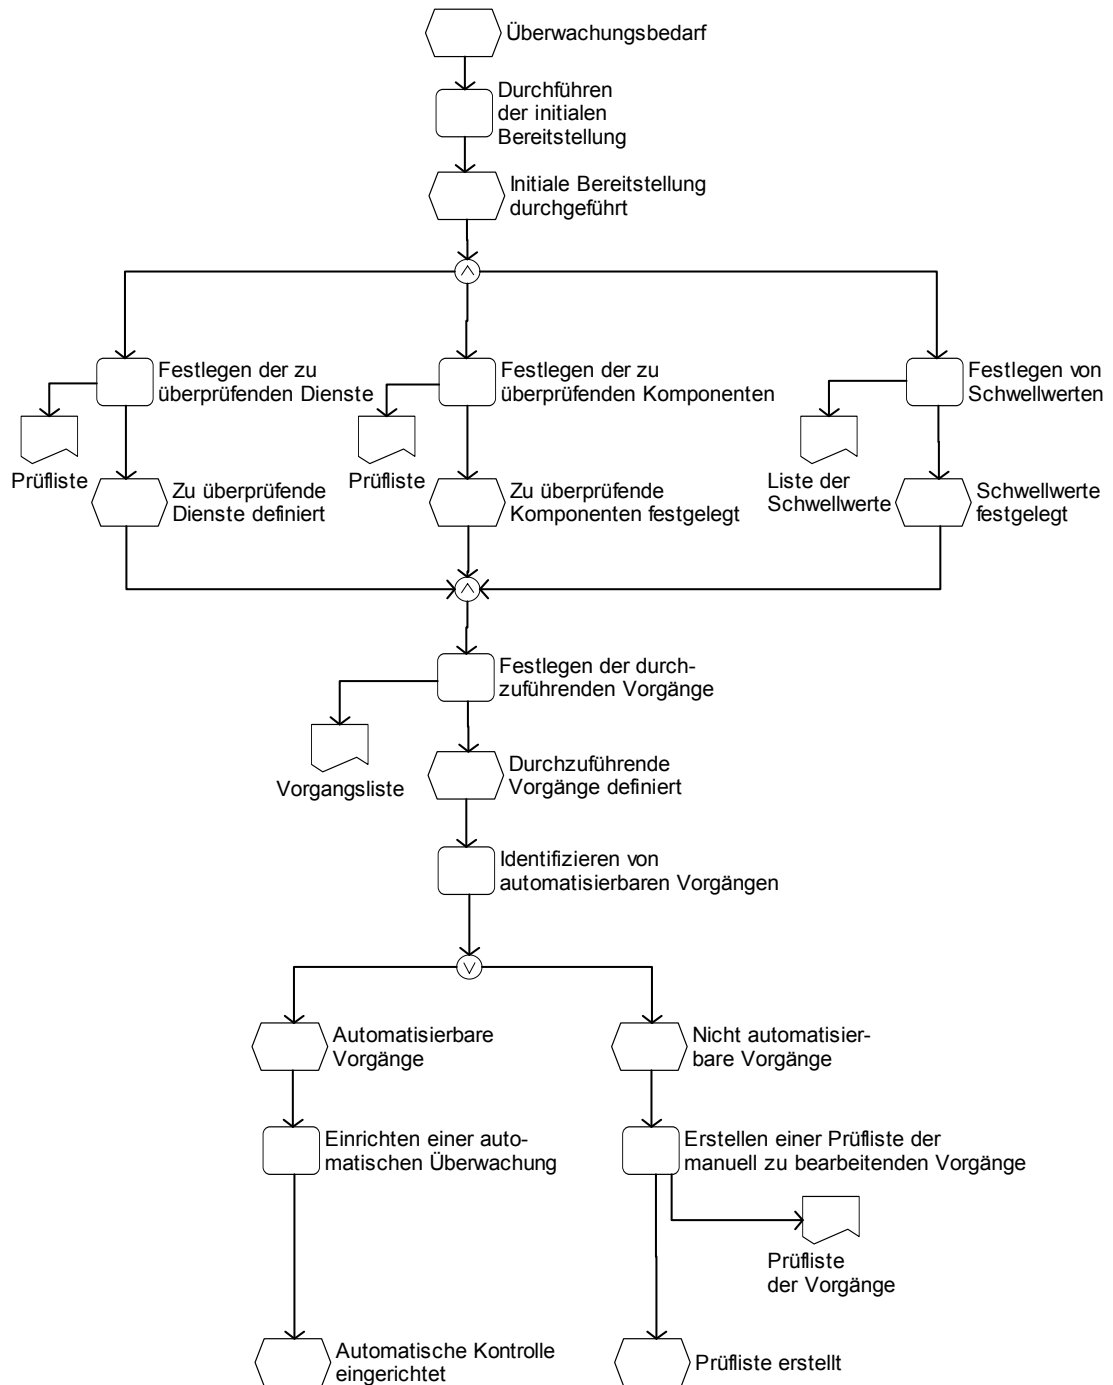 Überwachungsbedarf
Durchführen
der initialen
Bereitstellung
Initiale Bereitstellung
durchgeführt
Festlegen der zu
überprüfenden Dienste
Festlegen der zu
überprüfenden Komponenten
Festlegen von
Schwellwerten
Prüfliste
Prüfliste
Liste der
Schwellwerte
Zu überprüfende
Dienste definiert
Zu überprüfende
Komponenten festgelegt
Schwellwerte
festgelegt
Festlegen der durch-
zuführenden Vorgänge
Vorgangsliste
Durchzuführende
Vorgänge definiert
Identifizieren von
automatisierbaren Vorgängen
Automatisierbare
Vorgänge
Nicht automatisier-
bare Vorgänge
Einrichten einer auto-
matischen Überwachung
Erstellen einer Prüfliste der
manuell zu bearbeitenden Vorgänge
Prüfliste
der Vorgänge
Automatische Kontrolle
eingerichtet
Prüfliste erstellt